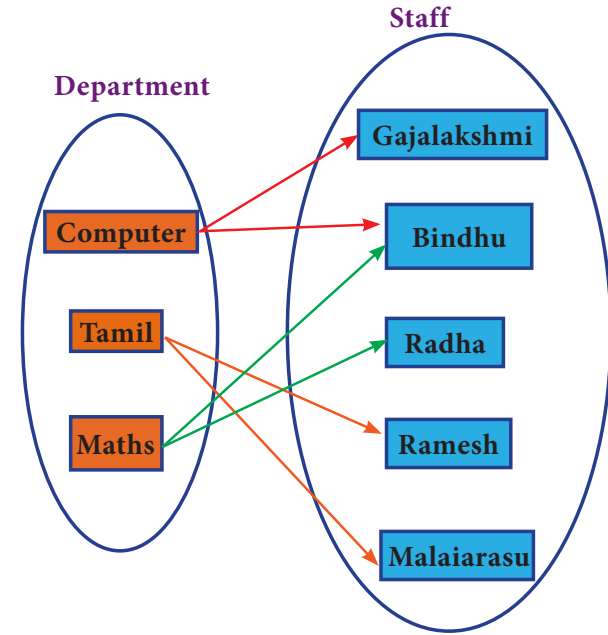 Staff
Department
Gajalakshmi
Computer
Bindhu
Tamil
Radha
Maths
Ramesh
Malaiarasu